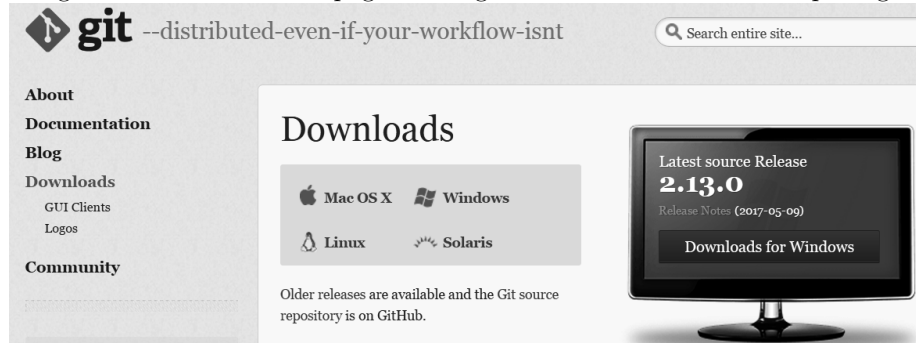 git --distributed-even-if-your-workflow-isnt
Search entire site...
About
Documentation
Blog
Downloads
GUI Clients
Logos
Community
Downloads
Mac OS X
Windows
Linux
Solaris
Older releases are available and the Git source
repository is on GitHub.
Latest source Release
2.13.0
Release Notes (2017-05-09)
Downloads for Windows